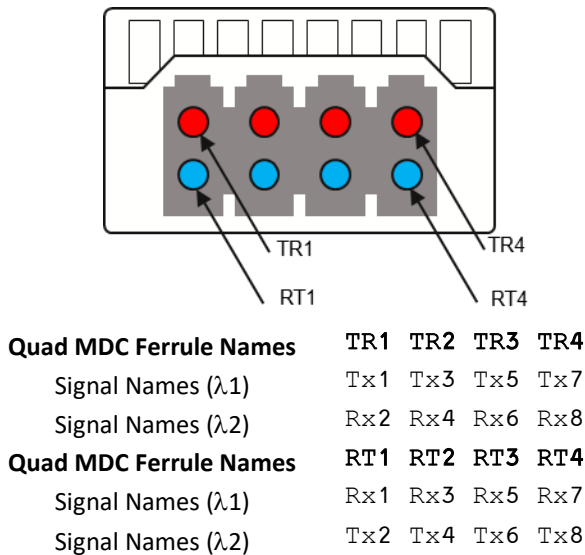 TR1
TR4
RT1
RT4
Quad MDC Ferrule Names TR1 TR2 TR3 TR4
Signal Names (λ1) Tx1 Tx3 Tx5 Tx7
Signal Names (λ2) Rx2 Rx4 Rx6 Rx8
Quad MDC Ferrule Names RT1 RT2 RT3 RT4
Signal Names (λ1) Rx1 Rx3 Rx5 Rx7
Signal Names (λ2) Tx2 Tx4 Tx6 Tx8